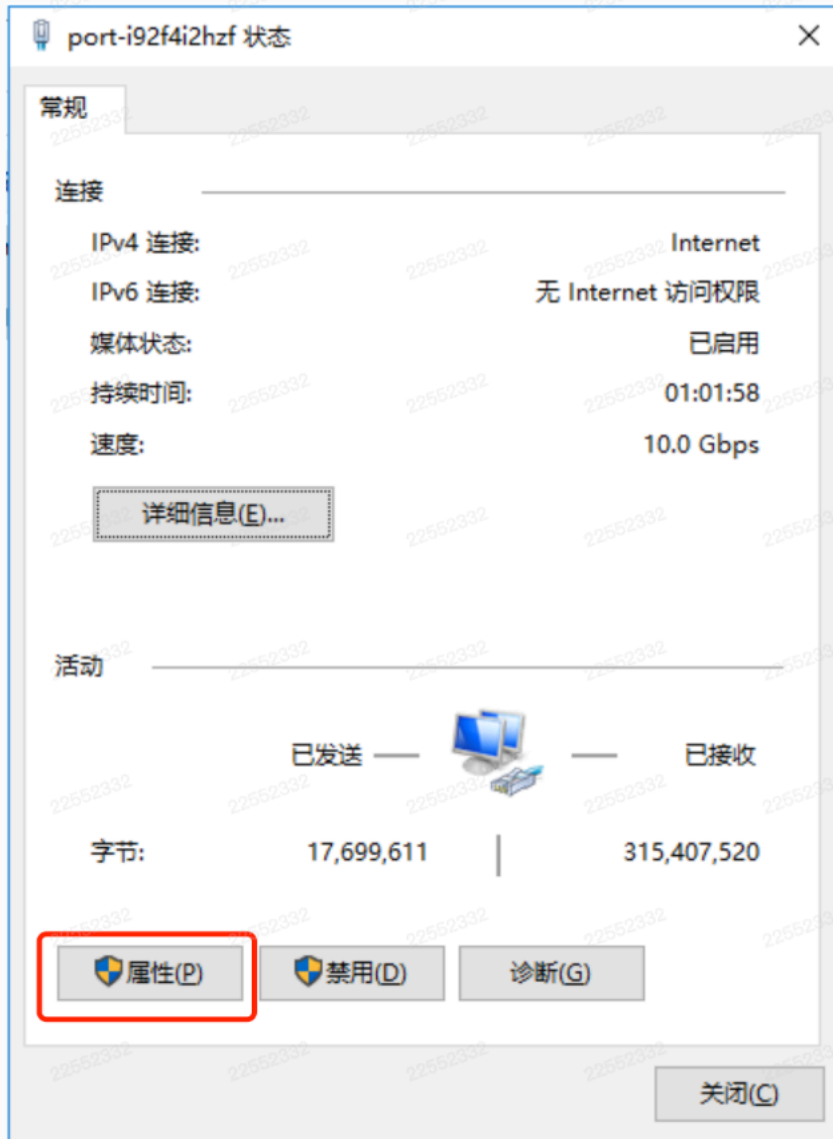 port-i92f4i2hzf 状态
常规
连接
IPv4 连接: Internet
IPv6 连接: 无 Internet 访问权限
媒体状态: 已启用
持续时间: 01:01:58
速度: 10.0 Gbps
详细信息(E)...
活动
已发送 — — 已接收
字节: 17,699,611 | 315,407,520
属性(P) 禁用(D) 诊断(G)
关闭(C)
22552332